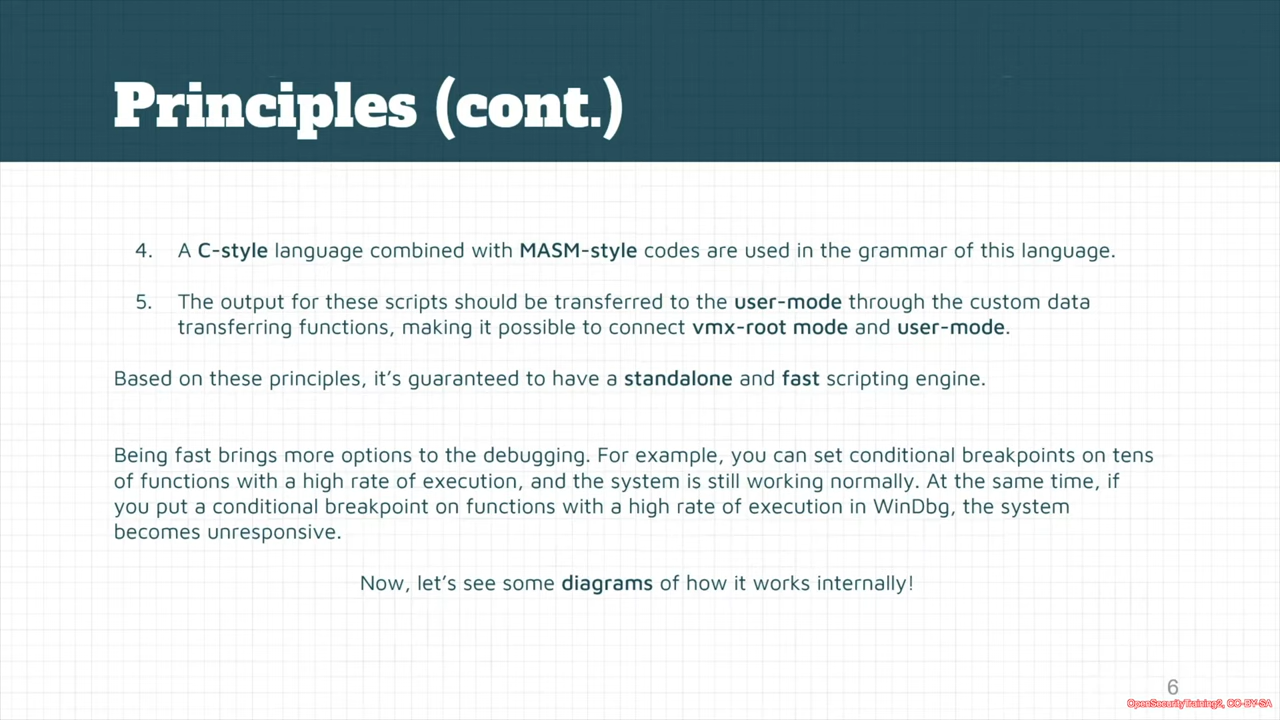 Principles (cont.)
4. A C-style language combined with MASM-style codes are used in the grammar of this language.
5. The output for these scripts should be transferred to the user-mode through the custom data
transferring functions, making it possible to connect vmx-root mode and user-mode.
Based on these principles, it's guaranteed to have a standalone and fast scripting engine.
Being fast brings more options to the debugging. For example, you can set conditional breakpoints on tens
of functions with a high rate of execution, and the system is still working normally. At the same time, if
you put a conditional breakpoint on functions with a high rate of execution in WinDbg, the system
becomes unresponsive.
Now, let's see some diagrams of how it works internally!
6
OpenSecurityTraining2, CC-BY-SA